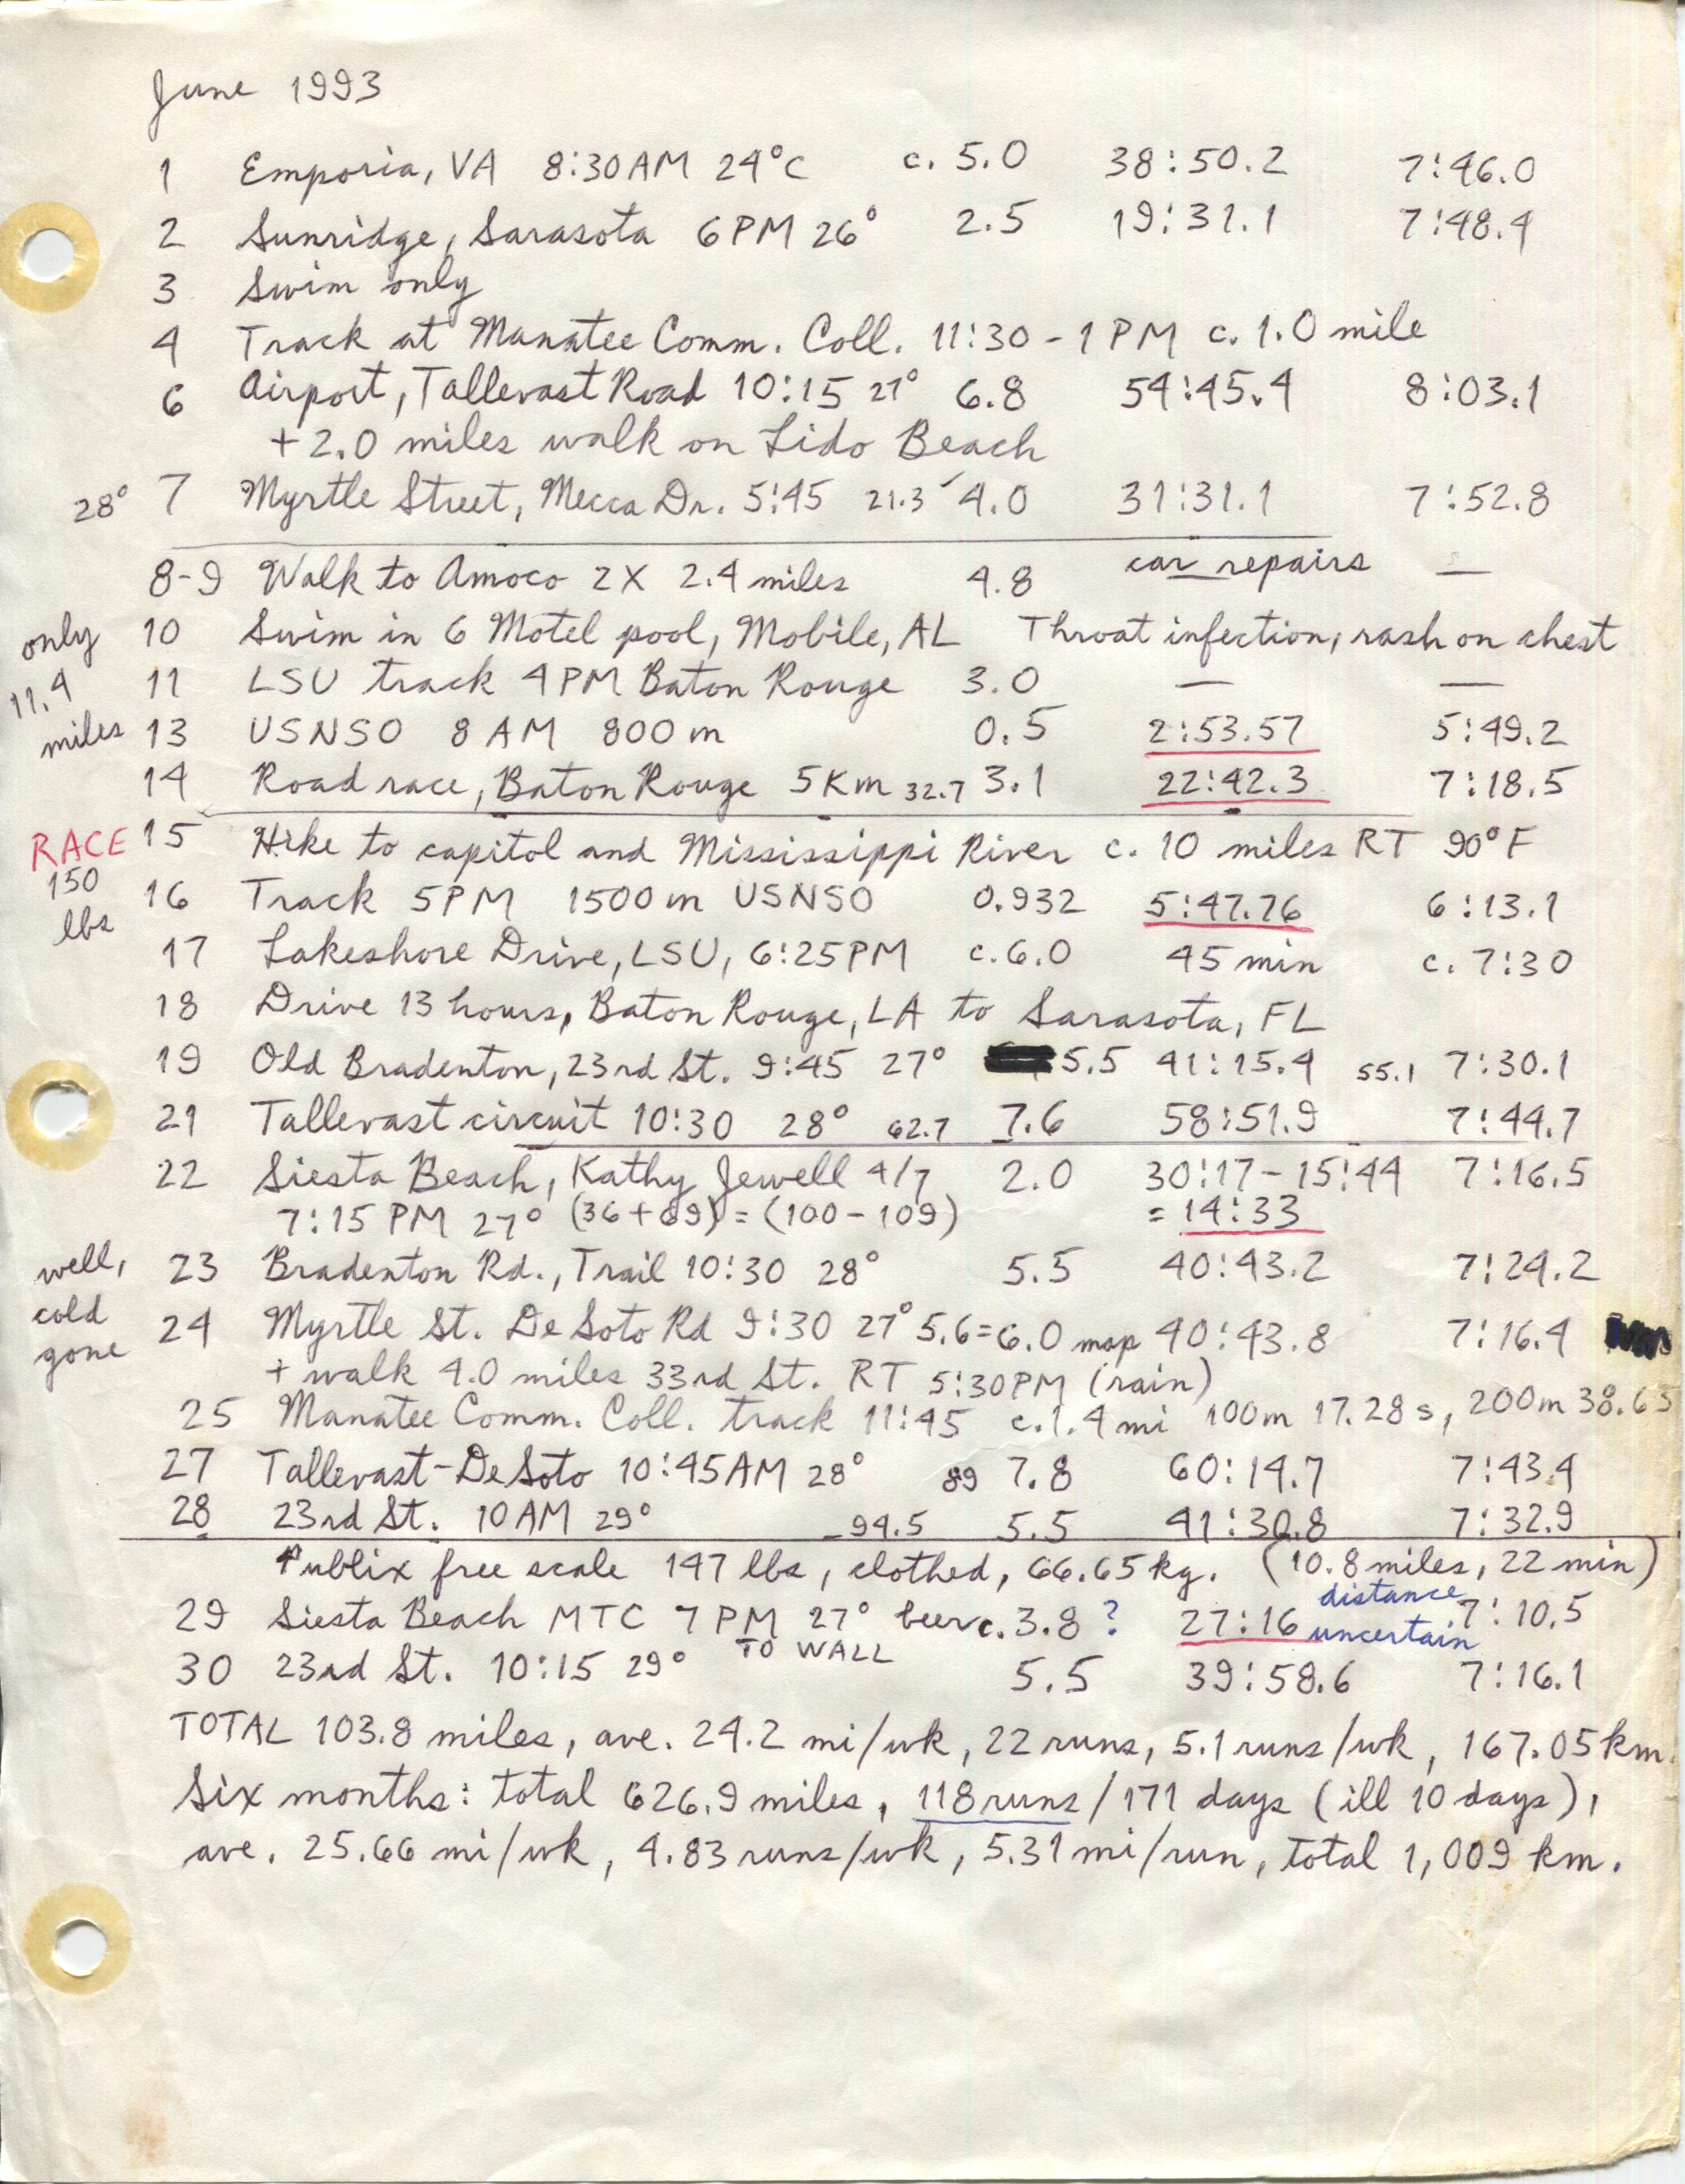 June 1993
1 Emporia, VA 8:30AM 24°C c. 5.0 38:50.2 7:46.0
2 Sunridge, Sarasota 6PM 26° 2.5 19:31.1 7:48.4
3 Swim only
4 Track at Manatee Comm. Coll. 11:30 - 1 PM c. 1.0 mile
6 Airport, Tallevast Road 10:15 27° 6.8 54:45.4 8:03.1
+ 2.0 miles walk on Lido Beach
28° 7 Myrtle Street, Mecca Dr. 5:45 21.3 4.0 31:31.1 7:52.8
8-9 Walk to Amoco 2X 2.4 miles 4.8 car repairs —
only 10 Swim in 6 Motel pool, Mobile, AL Throat infection, rash on chest
11.4 11 LSU track 4PM Baton Rouge 3.0 — —
miles 13 USNSO 8 AM 800 m 0.5 2:53.57 5:49.2
14 Road race, Baton Rouge 5 Km 32.7 3.1 22:42.3 7:18.5
RACE 15 Hike to capitol and Mississippi River c. 10 miles RT 90°F
150 lbs 16 Track 5PM 1500 m USNSO 0.932 5:47.76 6:13.1
17 Lakeshore Drive, LSU, 6:25PM c. 6.0 45 min c. 7:30
18 Drive 13 hours, Baton Rouge, LA to Sarasota, FL
19 Old Bradenton, 23rd St. 9:45 27° 5.5 41:15.4 55.1 7:30.1
21 Tallevast circuit 10:30 28° 62.7 7.6 58:51.9 7:44.7
22 Siesta Beach, Kathy Jewell 4/7 2.0 30:17-15:44 7:16.5
7:15 PM 27° (36+69) = (100-109) = 14:33
well, 23 Bradenton Rd., Trail 10:30 28° 5.5 40:43.2 7:24.2
cold 24 Myrtle St. De Soto Rd 9:30 27° 5.6=6.0 map 40:43.8 7:16.4
gone + walk 4.0 miles 33rd St. RT 5:30PM (rain)
25 Manatee Comm. Coll. track 11:45 c. 1.4 mi 100m 17.28 s, 200m 38.65
27 Tallevast-De Soto 10:45AM 28° 89 7.8 60:14.7 7:43.4
28 23rd St. 10AM 29° 94.5 5.5 41:30.8 7:32.9
Publix free scale 147 lbs, clothed, 66.65 kg. (10.8 miles, 22 min)
29 Siesta Beach MTC 7 PM 27° beer c. 3.8 ? 27:16 distance uncertain 7:10.5
TO WALL
30 23rd St. 10:15 29° 5.5 39:58.6 7:16.1
TOTAL 103.8 miles, ave. 24.2 mi/wk, 22 runs, 5.1 runs/wk, 167.05 km.
Six months: total 626.9 miles, 118 runs/171 days (ill 10 days),
ave. 25.66 mi/wk, 4.83 runs/wk, 5.31 mi/run, total 1,009 km.